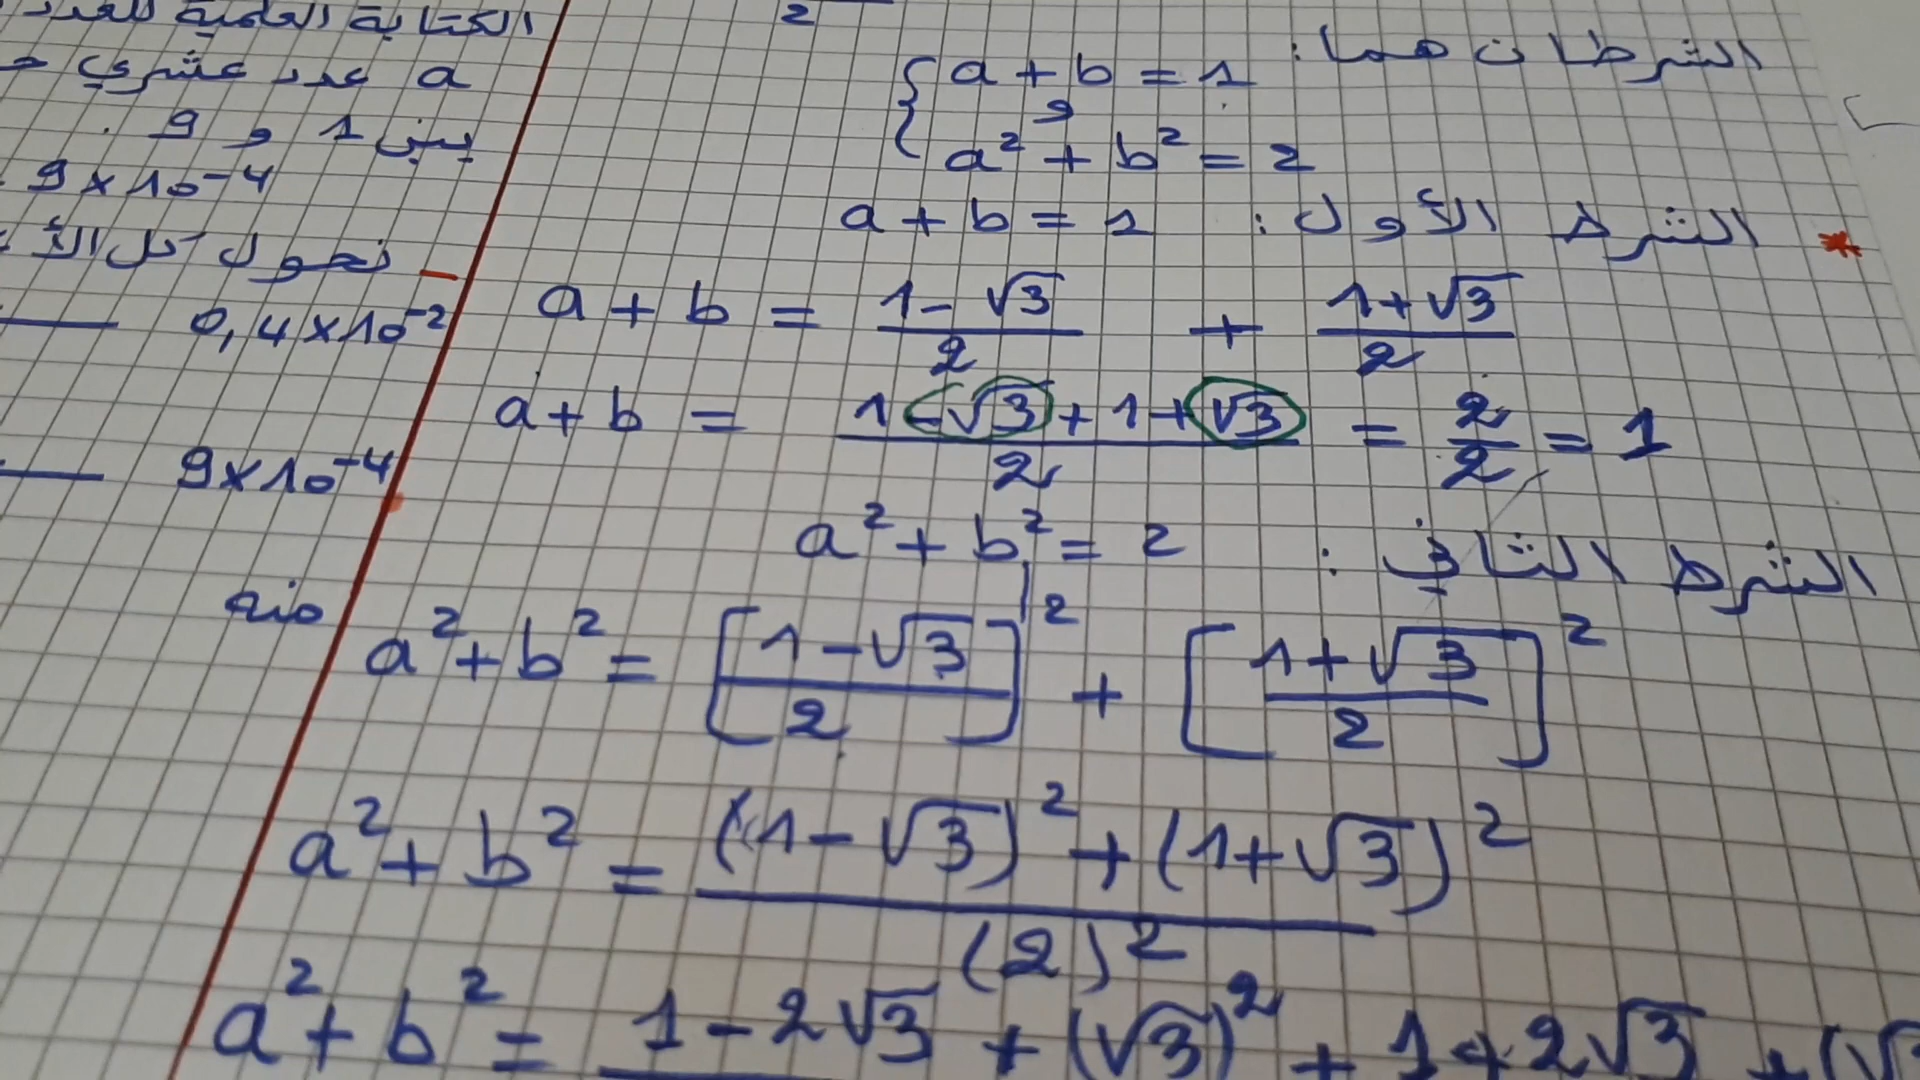 2
الشرطان هما: a + b = 1
و
a² + b² = 2
الشرط الأول: a + b = 1
a + b = (1 - √3)/2 + (1 + √3)/2
a + b = (1 - √3 + 1 + √3)/2 = 2/2 = 1
الشرط الثاني: a² + b² = 2
a² + b² = [(1 - √3)/2]² + [(1 + √3)/2]²
a² + b² = ((1 - √3)² + (1 + √3)²)/(2)²
a² + b² = 1 - 2√3 + (√3)² + 1 + 2√3 + (√
الكتابة العلمية للعدد
a عدد عشري
بين 1 و 9 .
9 × 10⁻⁴
- نحول كل
0,4 × 10⁻²
9 × 10⁻⁴
منه